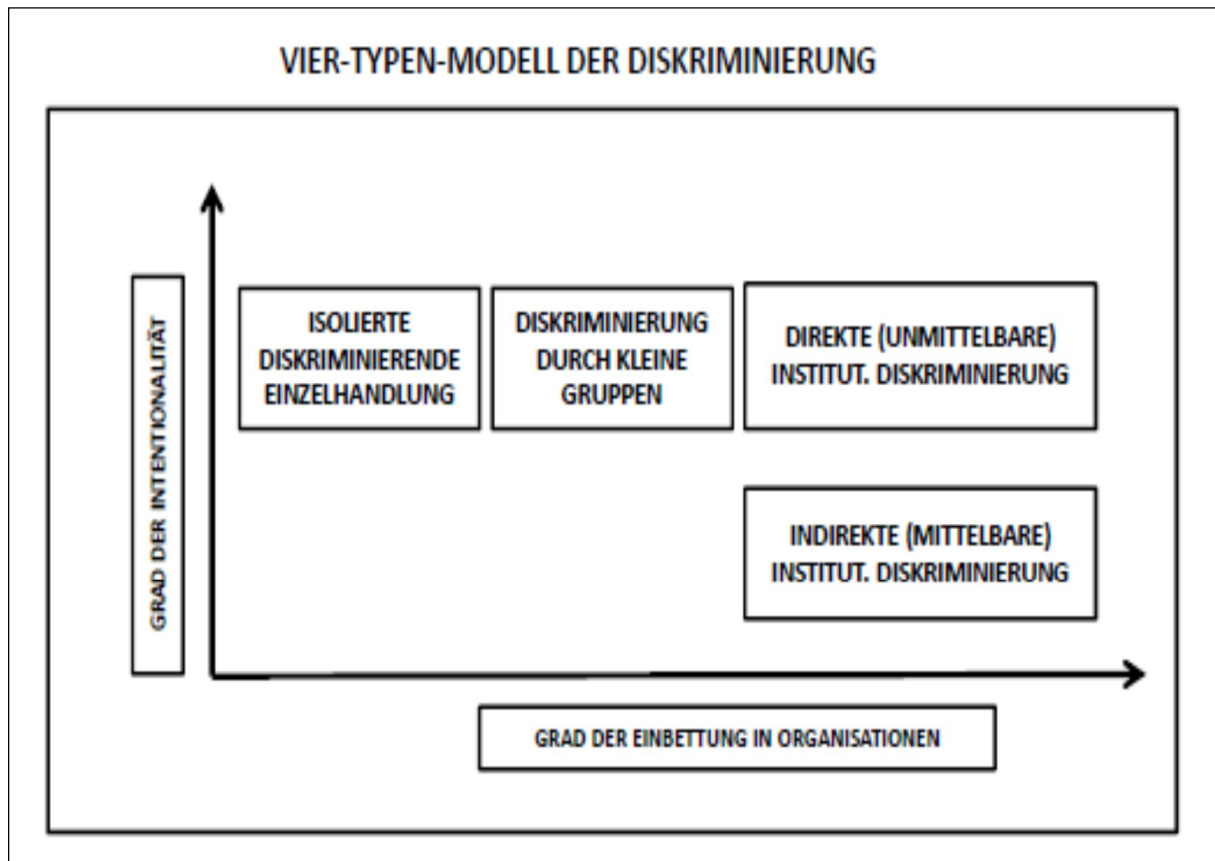 VIER-TYPEN-MODELL DER DISKRIMINIERUNG
GRAD DER INTENTIONALITÄT
ISOLIERTE
DISKRIMINIERENDE
EINZELHANDLUNG
DISKRIMINIERUNG
DURCH KLEINE
GRUPPEN
DIREKTE (UNMITTELBARE)
INSTITUT. DISKRIMINIERUNG
INDIREKTE (MITTELBARE)
INSTITUT. DISKRIMINIERUNG
GRAD DER EINBETTUNG IN ORGANISATIONEN